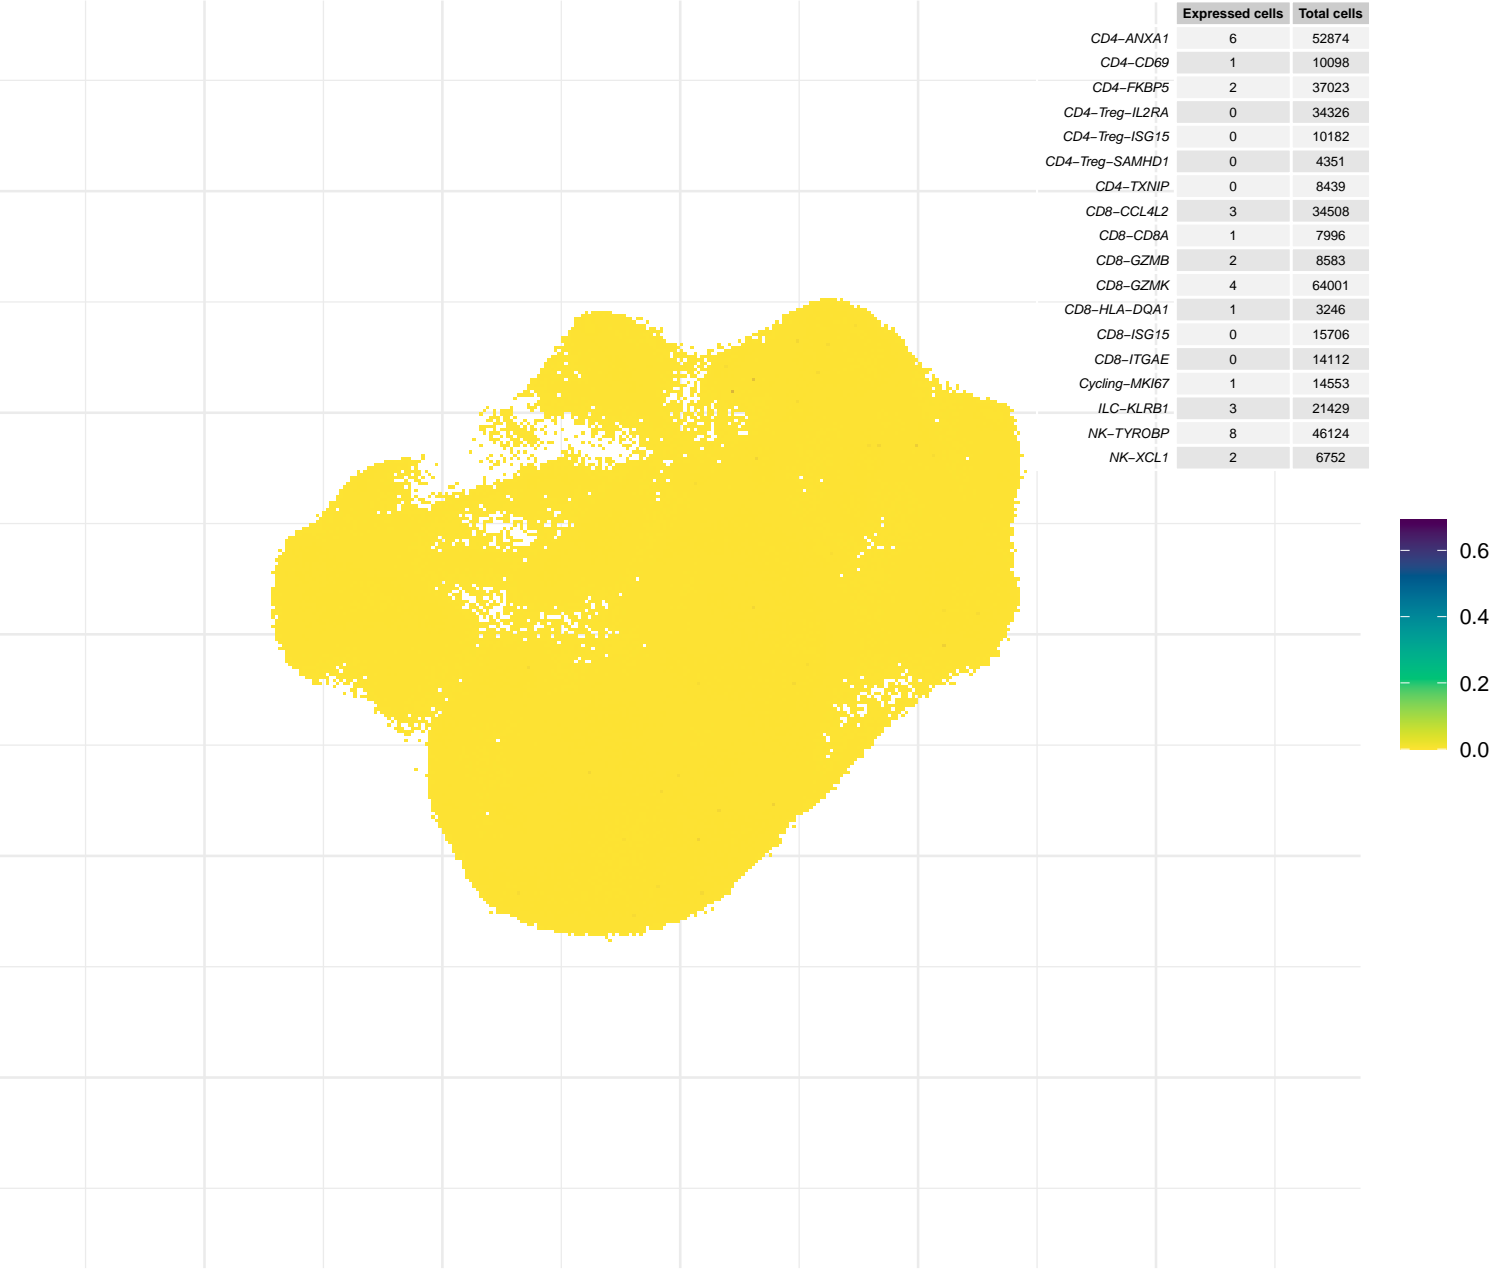 Expressed cells Total cells
CD4−ANXA1 6 52874
CD4−CD69 1 10098
CD4−FKBP5 2 37023
CD4−Treg−IL2RA 0 34326
CD4−Treg−ISG15 0 10182
CD4−Treg−SAMHD1 0 4351
CD4−TXNIP 0 8439
CD8−CCL4L2 3 34508
CD8−CD8A 1 7996
CD8−GZMB 2 8583
CD8−GZMK 4 64001
CD8−HLA−DQA1 1 3246
CD8−ISG15 0 15706
CD8−ITGAE 0 14112
Cycling−MKI67 1 14553
ILC−KLRB1 3 21429
NK−TYROBP 8 46124
NK−XCL1 2 6752
0.6
0.4
0.2
0.0